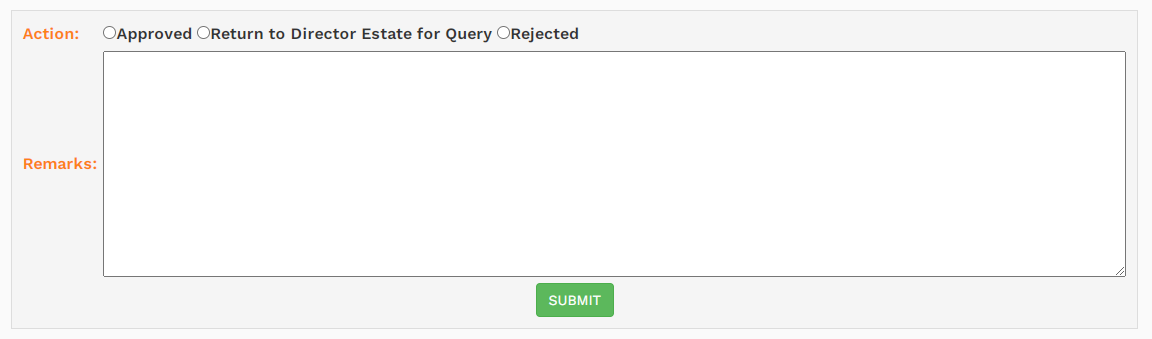 Action: Approved Return to Director Estate for Query Rejected
Remarks:
SUBMIT